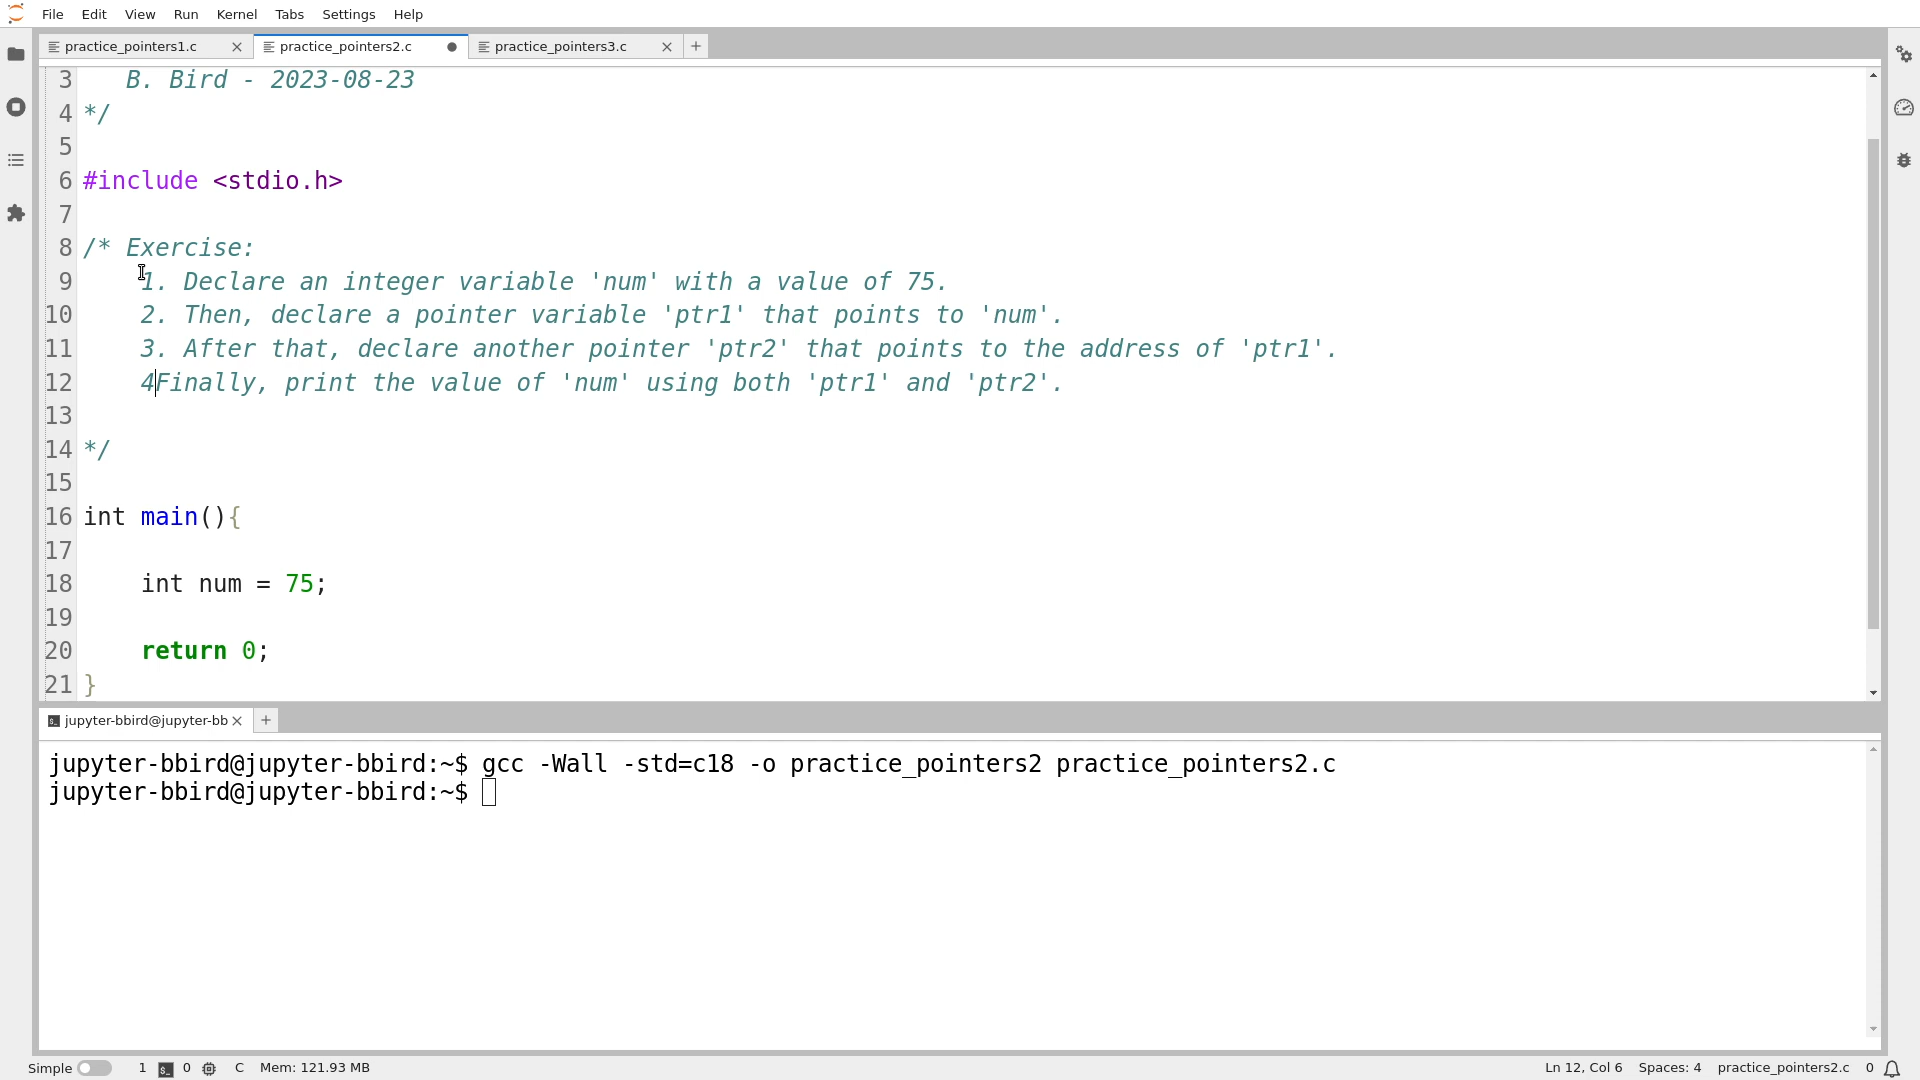 File Edit View Run Kernel Tabs Settings Help
practice_pointers1.c practice_pointers2.c practice_pointers3.c
3    B. Bird - 2023-08-23
4 */
5
6 #include <stdio.h>
7
8 /* Exercise:
9     1. Declare an integer variable 'num' with a value of 75.
10     2. Then, declare a pointer variable 'ptr1' that points to 'num'.
11     3. After that, declare another pointer 'ptr2' that points to the address of 'ptr1'.
12     4Finally, print the value of 'num' using both 'ptr1' and 'ptr2'.
13
14 */
15
16 int main(){
17
18     int num = 75;
19
20     return 0;
21 }
jupyter-bbird@jupyter-bb
jupyter-bbird@jupyter-bbird:~$ gcc -Wall -std=c18 -o practice_pointers2 practice_pointers2.c
jupyter-bbird@jupyter-bbird:~$
Simple 1 0 C Mem: 121.93 MB Ln 12, Col 6 Spaces: 4 practice_pointers2.c 0